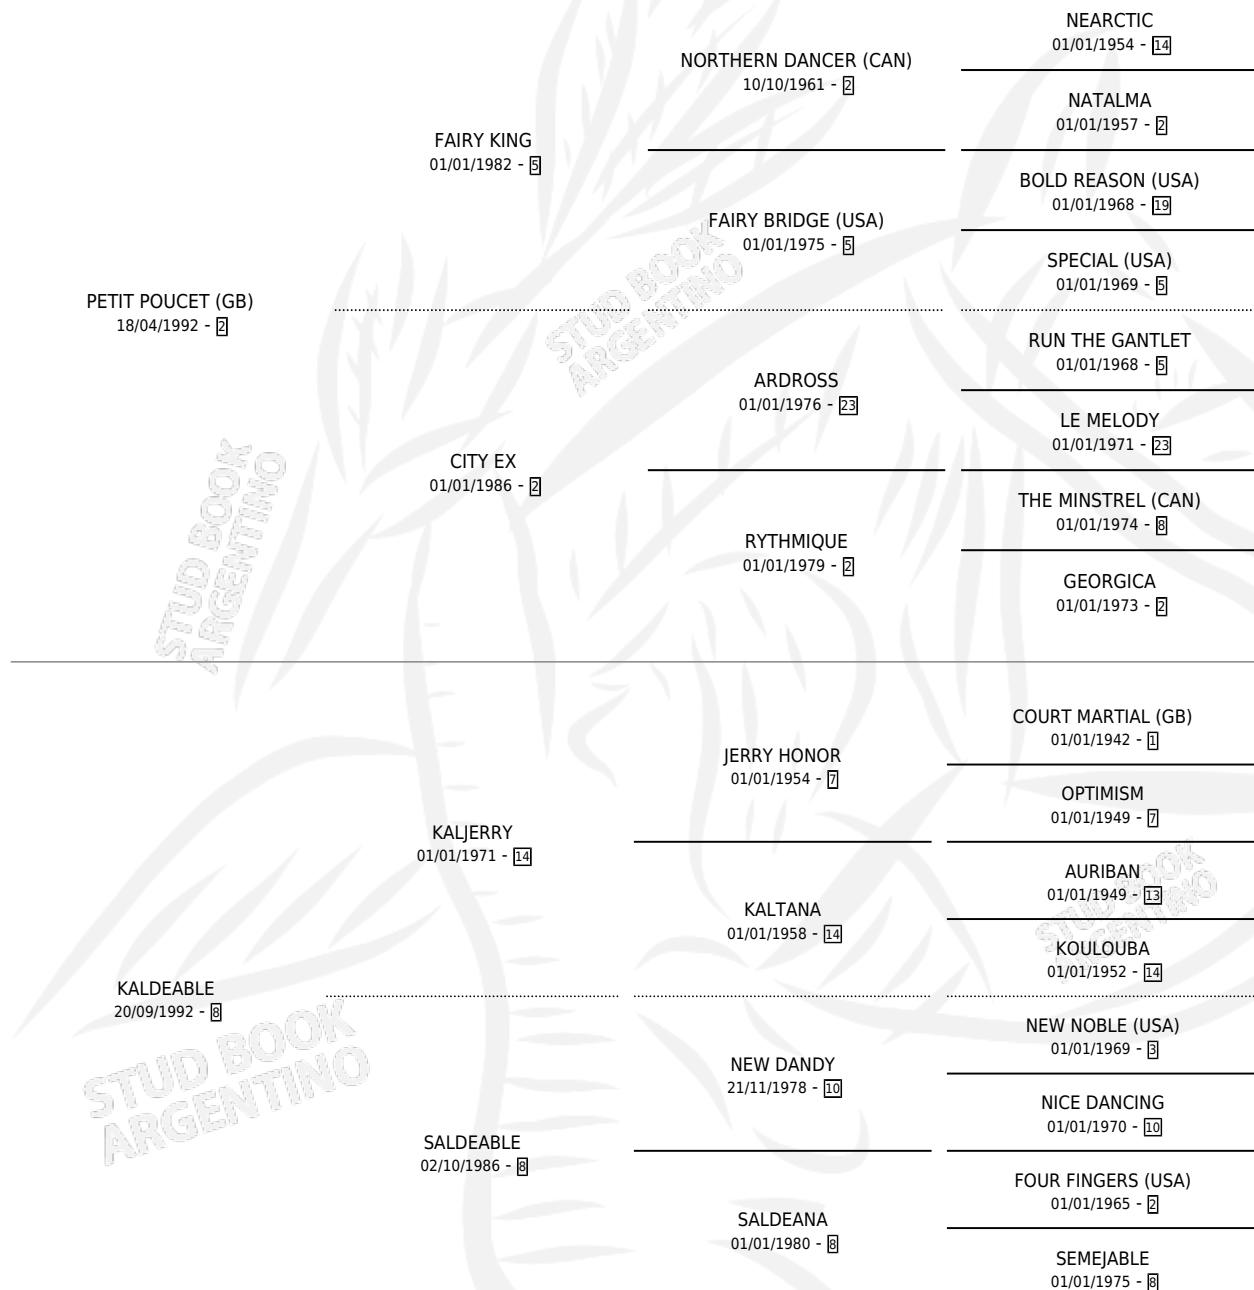 NEARCTIC
01/01/1954 - 14
NORTHERN DANCER (CAN)
10/10/1961 - 2
NATALMA
01/01/1957 - 2
FAIRY KING
01/01/1982 - 5
BOLD REASON (USA)
01/01/1968 - 19
FAIRY BRIDGE (USA)
01/01/1975 - 5
SPECIAL (USA)
01/01/1969 - 5
STUD BOOK
ARGENTINO
PETIT POUCET (GB)
18/04/1992 - 2
RUN THE GANTLET
01/01/1968 - 5
ARDROSS
01/01/1976 - 23
LE MELODY
01/01/1971 - 23
CITY EX
01/01/1986 - 2
THE MINSTREL (CAN)
01/01/1974 - 8
RYTHMIQUE
01/01/1979 - 2
GEORGICA
01/01/1973 - 2
STUD BOOK
ARGENTINO
COURT MARTIAL (GB)
01/01/1942 - 1
JERRY HONOR
01/01/1954 - 7
OPTIMISM
01/01/1949 - 7
KALJERRY
01/01/1971 - 14
AURIBAN
01/01/1949 - 13
KALTANA
01/01/1958 - 14
STUD BOOK
ARGENTINO
KOULOUBA
01/01/1952 - 14
KALDEABLE
20/09/1992 - 8
NEW NOBLE (USA)
01/01/1969 - 3
NEW DANDY
21/11/1978 - 10
STUD BOOK
ARGENTINO
NICE DANCING
01/01/1970 - 10
SALDEABLE
02/10/1986 - 8
FOUR FINGERS (USA)
01/01/1965 - 2
SALDEANA
01/01/1980 - 8
SEMEJABLE
01/01/1975 - 8